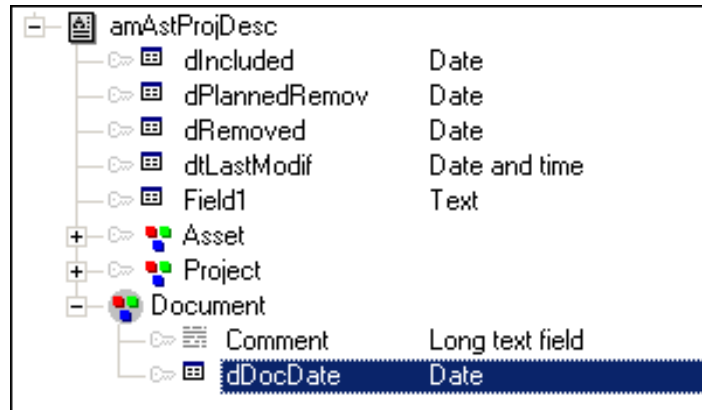 amAstProjDesc
dIncluded Date
dPlannedRemov Date
dRemoved Date
dtLastModif Date and time
Field1 Text
Asset
Project
Document
Comment Long text field
dDocDate Date